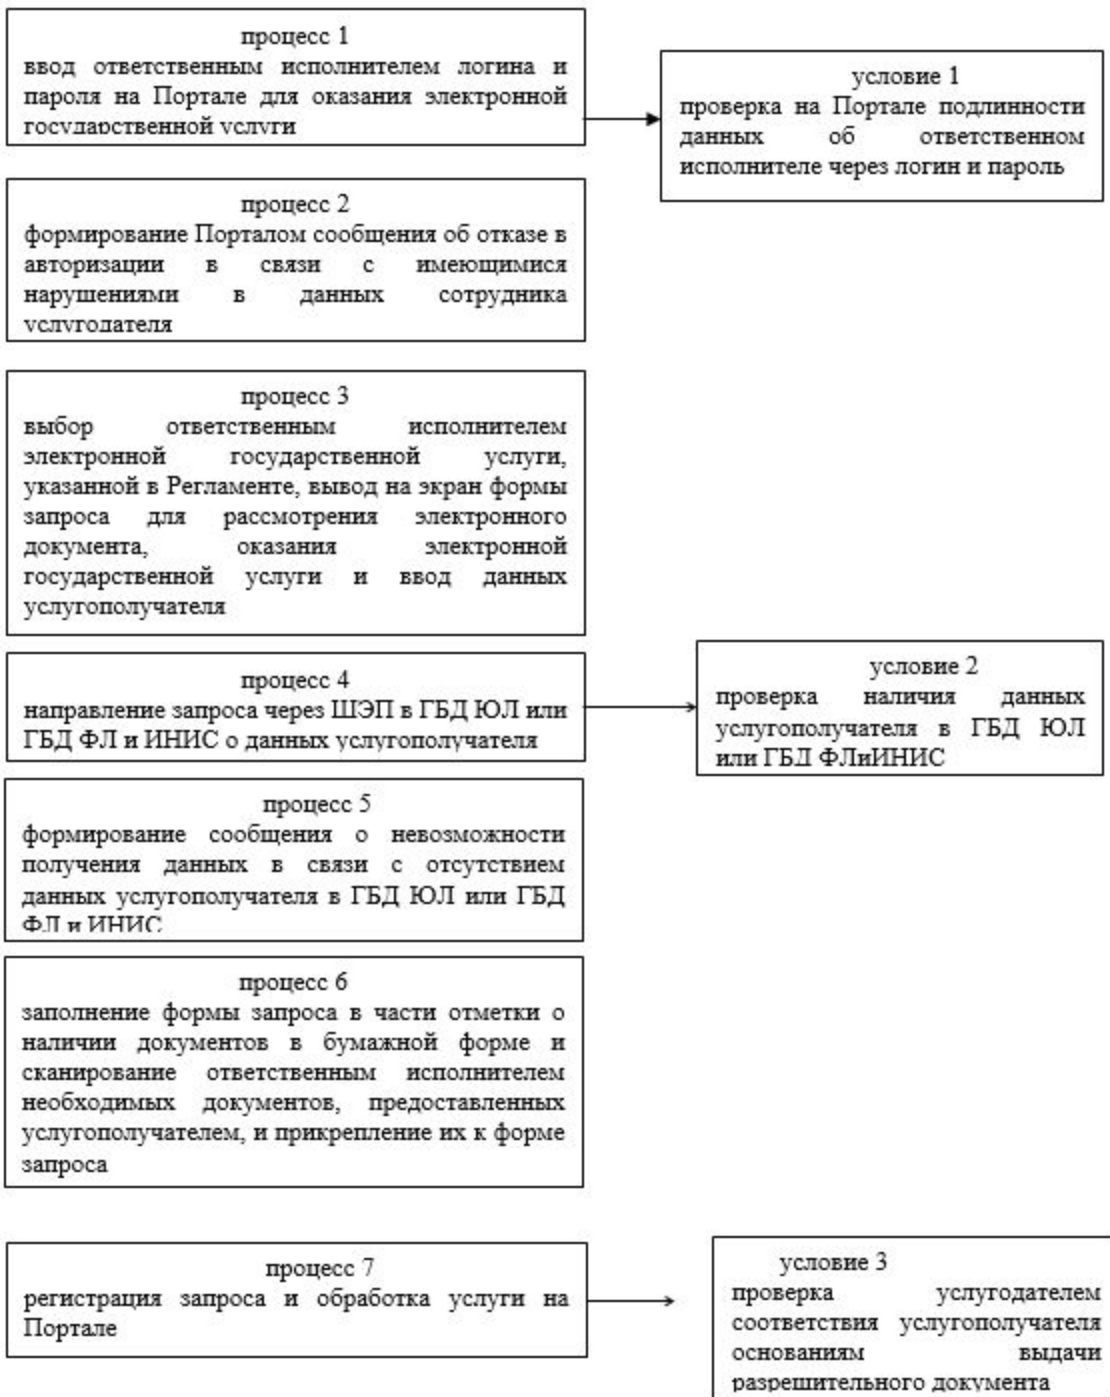 процесс 1
ввод ответственным исполнителем логина и
пароля на Портале для оказания электронной
государственной услуги
условие 1
проверка на Портале подлинности
данных об ответственном
исполнителе через логин и пароль
процесс 2
формирование Порталом сообщения об отказе в
авторизации в связи с имеющимися
нарушениями в данных сотрудника
услугодателя
процесс 3
выбор ответственным исполнителем
электронной государственной услуги,
указанной в Регламенте, вывод на экран формы
запроса для рассмотрения электронного
документа, оказания электронной
государственной услуги и ввод данных
услугополучателя
процесс 4
направление запроса через ШЭП в ГБД ЮЛ или
ГБД ФЛ и ИНИС о данных услугополучателя
условие 2
проверка наличия данных
услугополучателя в ГБД ЮЛ
или ГБД ФЛиИНИС
процесс 5
формирование сообщения о невозможности
получения данных в связи с отсутствием
данных услугополучателя в ГБД ЮЛ или ГБД
ФЛ и ИНИС
процесс 6
заполнение формы запроса в части отметки о
наличии документов в бумажной форме и
сканирование ответственным исполнителем
необходимых документов, предоставленных
услугополучателем, и прикрепление их к форме
запроса
процесс 7
регистрация запроса и обработка услуги на
Портале
условие 3
проверка услугодателем
соответствия услугополучателя
основаниям выдачи
разрешительного документа